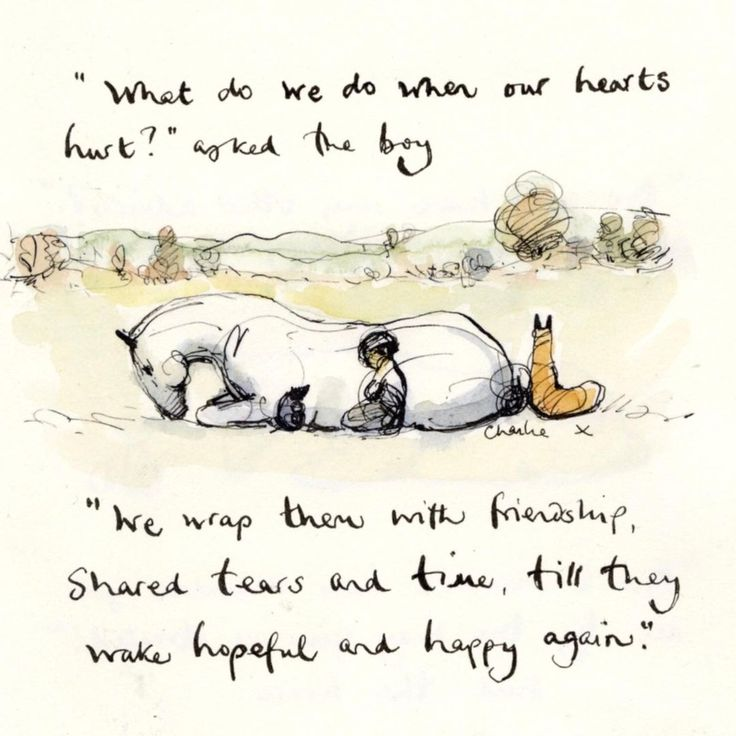 "What do we do when our hearts
hurt?" asked the boy
Charlie x
"We wrap them with friendship,
Shared tears and time, till they
wake hopeful and happy again."